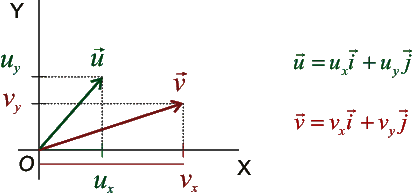 Y
u⃗
v⃗
u_y
v_y
O
u_x
v_x
X
u⃗ = u_x i⃗ + u_y j⃗
v⃗ = v_x i⃗ + v_y j⃗